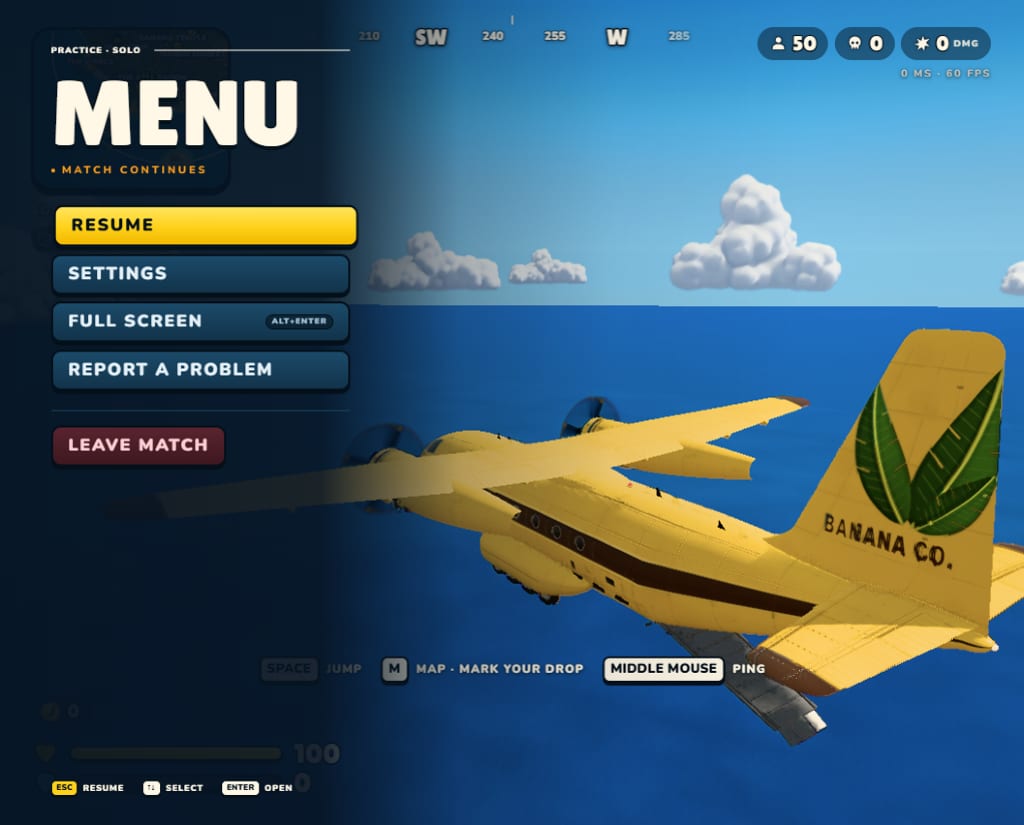 PRACTICE · SOLO
210 SW 240 255 W 285
50 0 0 DMG
0 MS · 60 FPS
MENU
MATCH CONTINUES
RESUME
SETTINGS
FULL SCREEN ALT+ENTER
REPORT A PROBLEM
LEAVE MATCH
BANANA CO.
SPACE JUMP M MAP · MARK YOUR DROP MIDDLE MOUSE PING
0
100
0
ESC RESUME ↑↓ SELECT ENTER OPEN